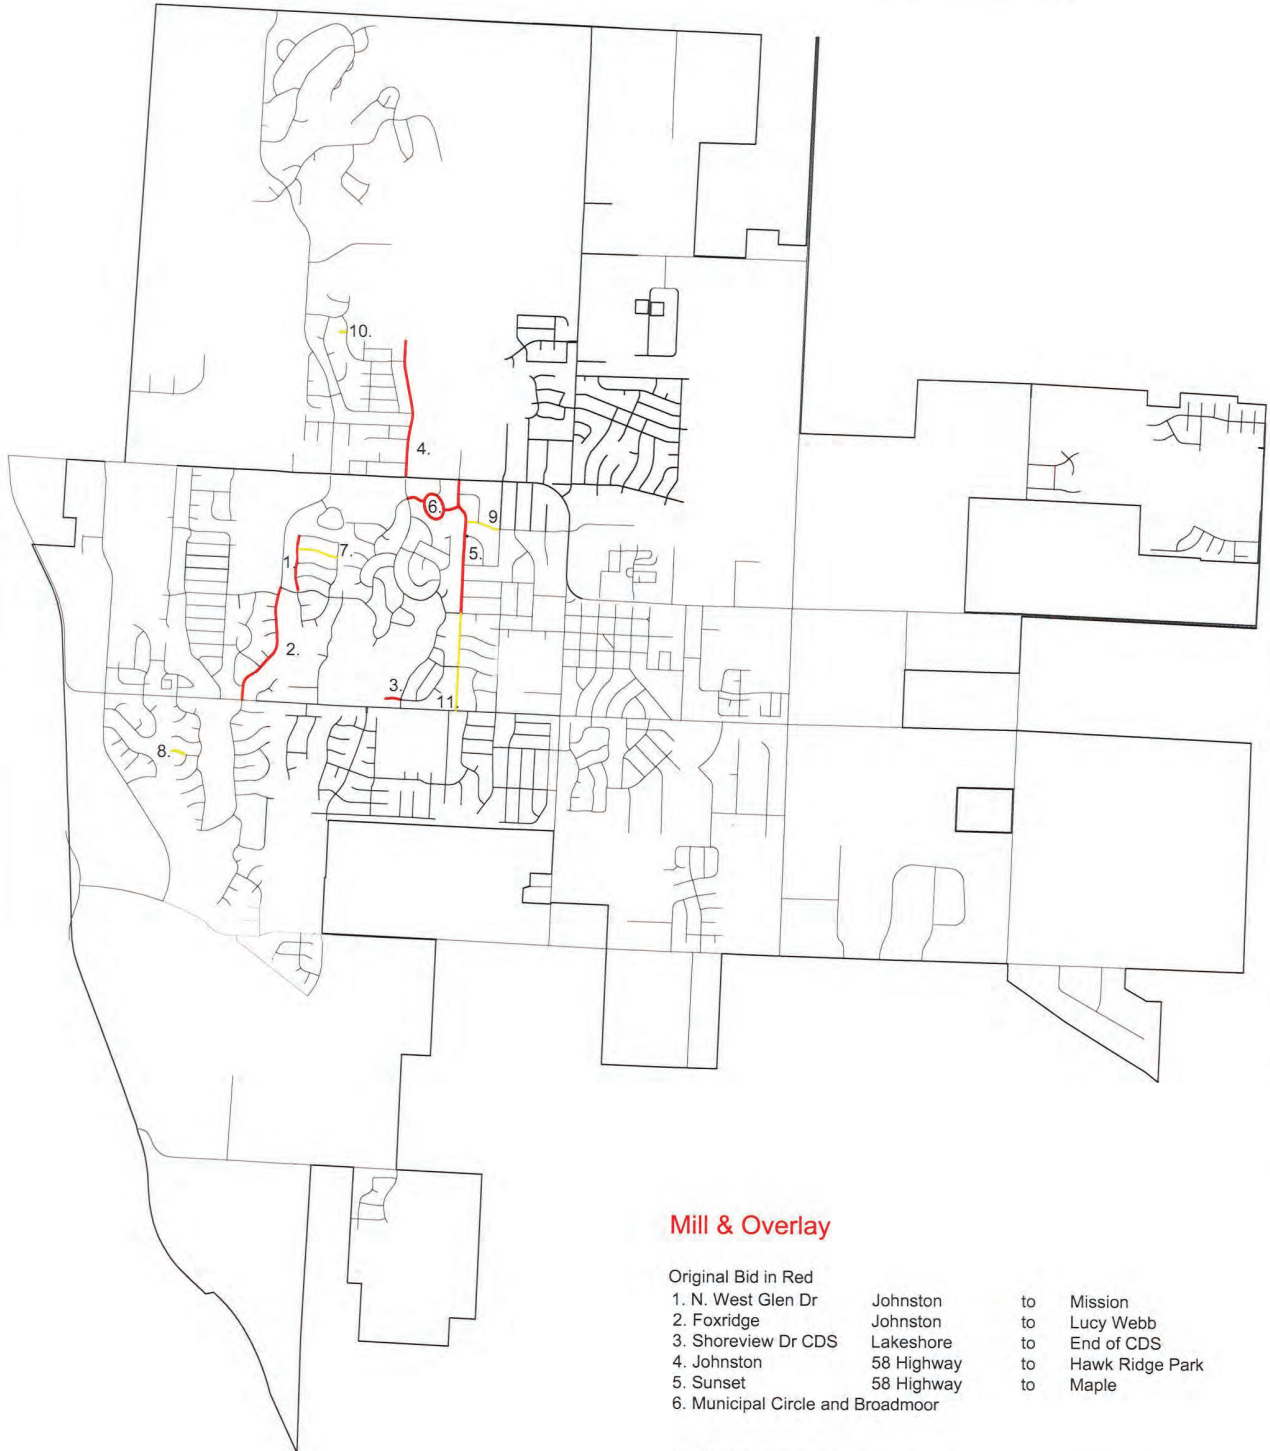 10.
4.
6.
9
5.
1.
7.
2.
3.
11.
8.
Mill & Overlay
Original Bid in Red
1. N. West Glen Dr Johnston to Mission
2. Foxridge Johnston to Lucy Webb
3. Shoreview Dr CDS Lakeshore to End of CDS
4. Johnston 58 Highway to Hawk Ridge Park
5. Sunset 58 Highway to Maple
6. Municipal Circle and Broadmoor